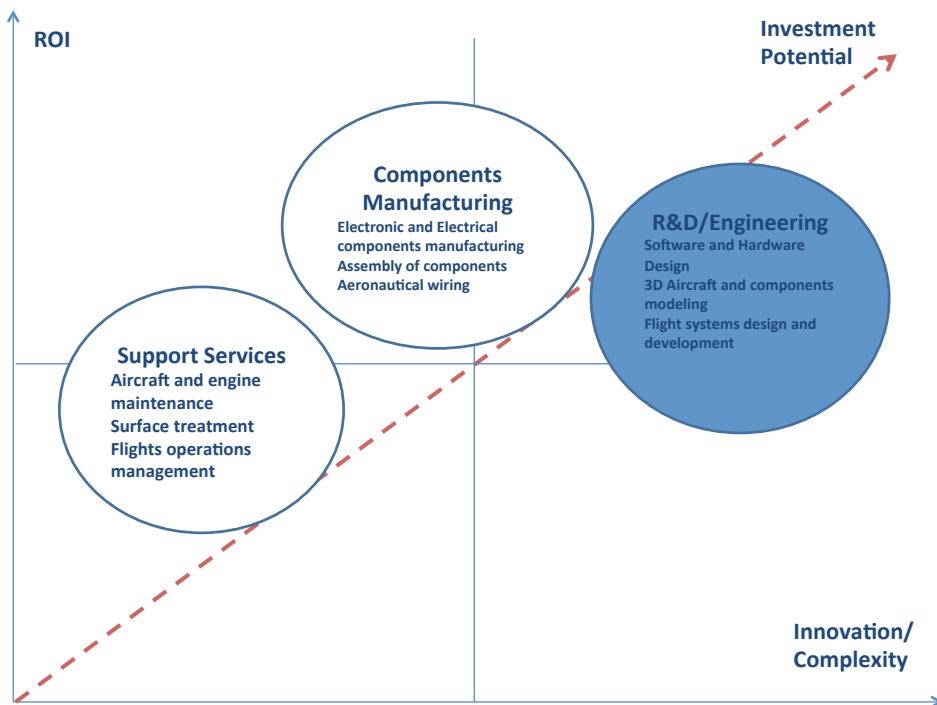 ROI
Investment
Potential
Components
Manufacturing
Electronic and Electrical
components manufacturing
Assembly of components
Aeronautical wiring
R&D/Engineering
Software and Hardware
Design
3D Aircraft and components
modeling
Flight systems design and
development
Support Services
Aircraft and engine
maintenance
Surface treatment
Flights operations
management
Innovation/
Complexity